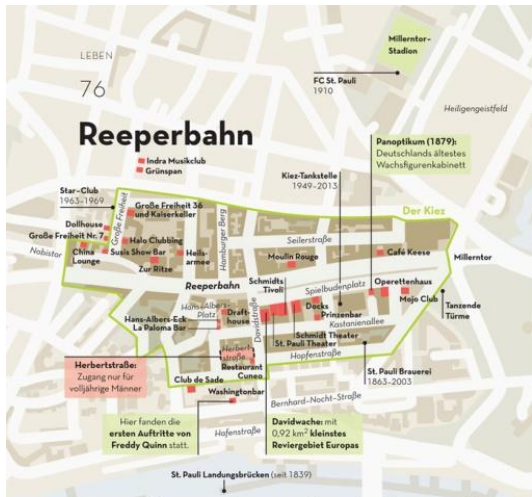 LEBEN
76
Reeperbahn
Millerntor-
Stadion
FC St. Pauli
1910
Heiligengeistfeld
Indra Musikclub
Grünspan
Panoptikum (1879):
Deutschlands ältestes
Wachsfigurenkabinett
Kiez-Tankstelle
1949–2013
Star-Club
1963–1969
Große Freiheit
Große Freiheit 36
und Kaiserkeller
Hamburger Berg
Der Kiez
Dollhouse
Große Freiheit Nr. 7
Nobistor
China
Lounge
Susis Show Bar
Halo Clubbing
Zur Ritze
Heils-
armee
Seilerstraße
Moulin Rouge
Café Keese
Millerntor
Reeperbahn
Schmidts
Tivoli
Spielbudenplatz
Operettenhaus
Mojo Club
Hans-Albers-
Platz
Draft-
house
Davidstraße
Docks
Prinzenbar
Kastanienallee
Tanzende
Türme
Hans-Albers-Eck
La Paloma Bar
Schmidt Theater
St. Pauli Theater
Herbertstraße:
Zugang nur für
volljährige Männer
Herbert-
straße
Restaurant
Cuneo
Hopfenstraße
St. Pauli Brauerei
1863–2003
Club de Sade
Washingtonbar
Bernhard-Nocht-Straße
Hier fanden die
ersten Auftritte von
Freddy Quinn statt.
Hafenstraße
Davidwache: mit
0,92 km² kleinstes
Reviergebiet Europas
St. Pauli Landungsbrücken (seit 1839)